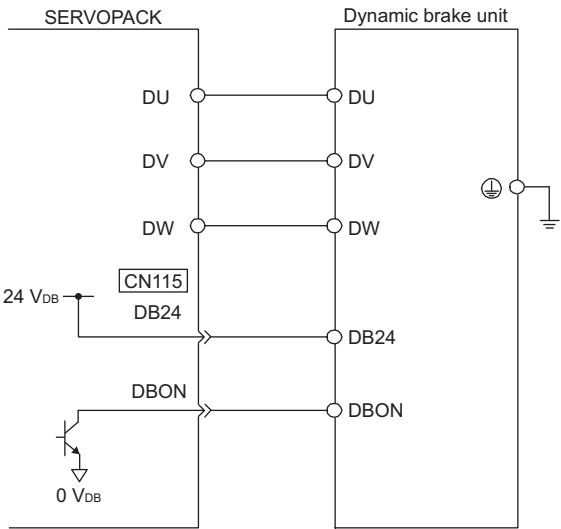 SERVOPACK
Dynamic brake unit
DU
DU
DV
DV
DW
DW
CN115
24 VDB
DB24
DB24
DBON
DBON
0 VDB